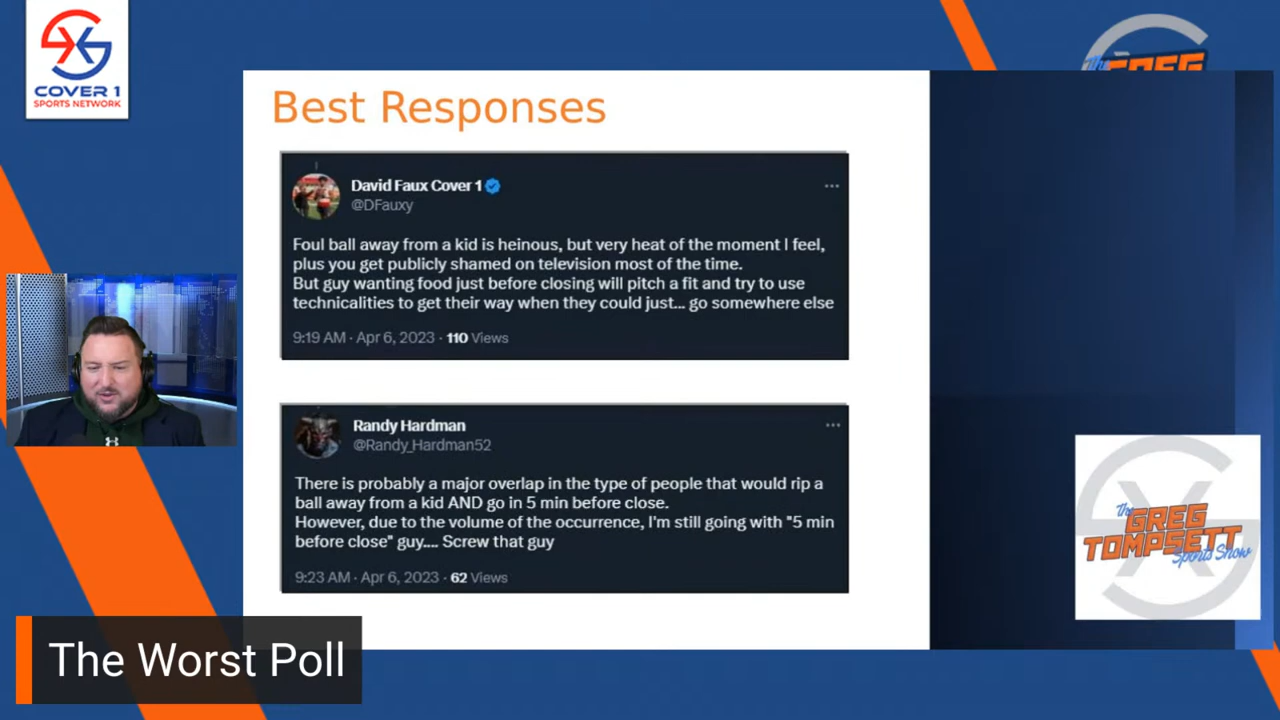 COVER 1
SPORTS NETWORK
the
GREG
Best Responses
David Faux Cover 1
@DFauxy
Foul ball away from a kid is heinous, but very heat of the moment I feel,
plus you get publicly shamed on television most of the time.
But guy wanting food just before closing will pitch a fit and try to use
technicalities to get their way when they could just... go somewhere else
9:19 AM · Apr 6, 2023 · 110 Views
Randy Hardman
@Randy_Hardman52
There is probably a major overlap in the type of people that would rip a
ball away from a kid AND go in 5 min before close.
However, due to the volume of the occurrence, I'm still going with "5 min
before close" guy.... Screw that guy
9:23 AM · Apr 6, 2023 · 62 Views
the
GREG
TOMPSETT
Sports Show
The Worst Poll